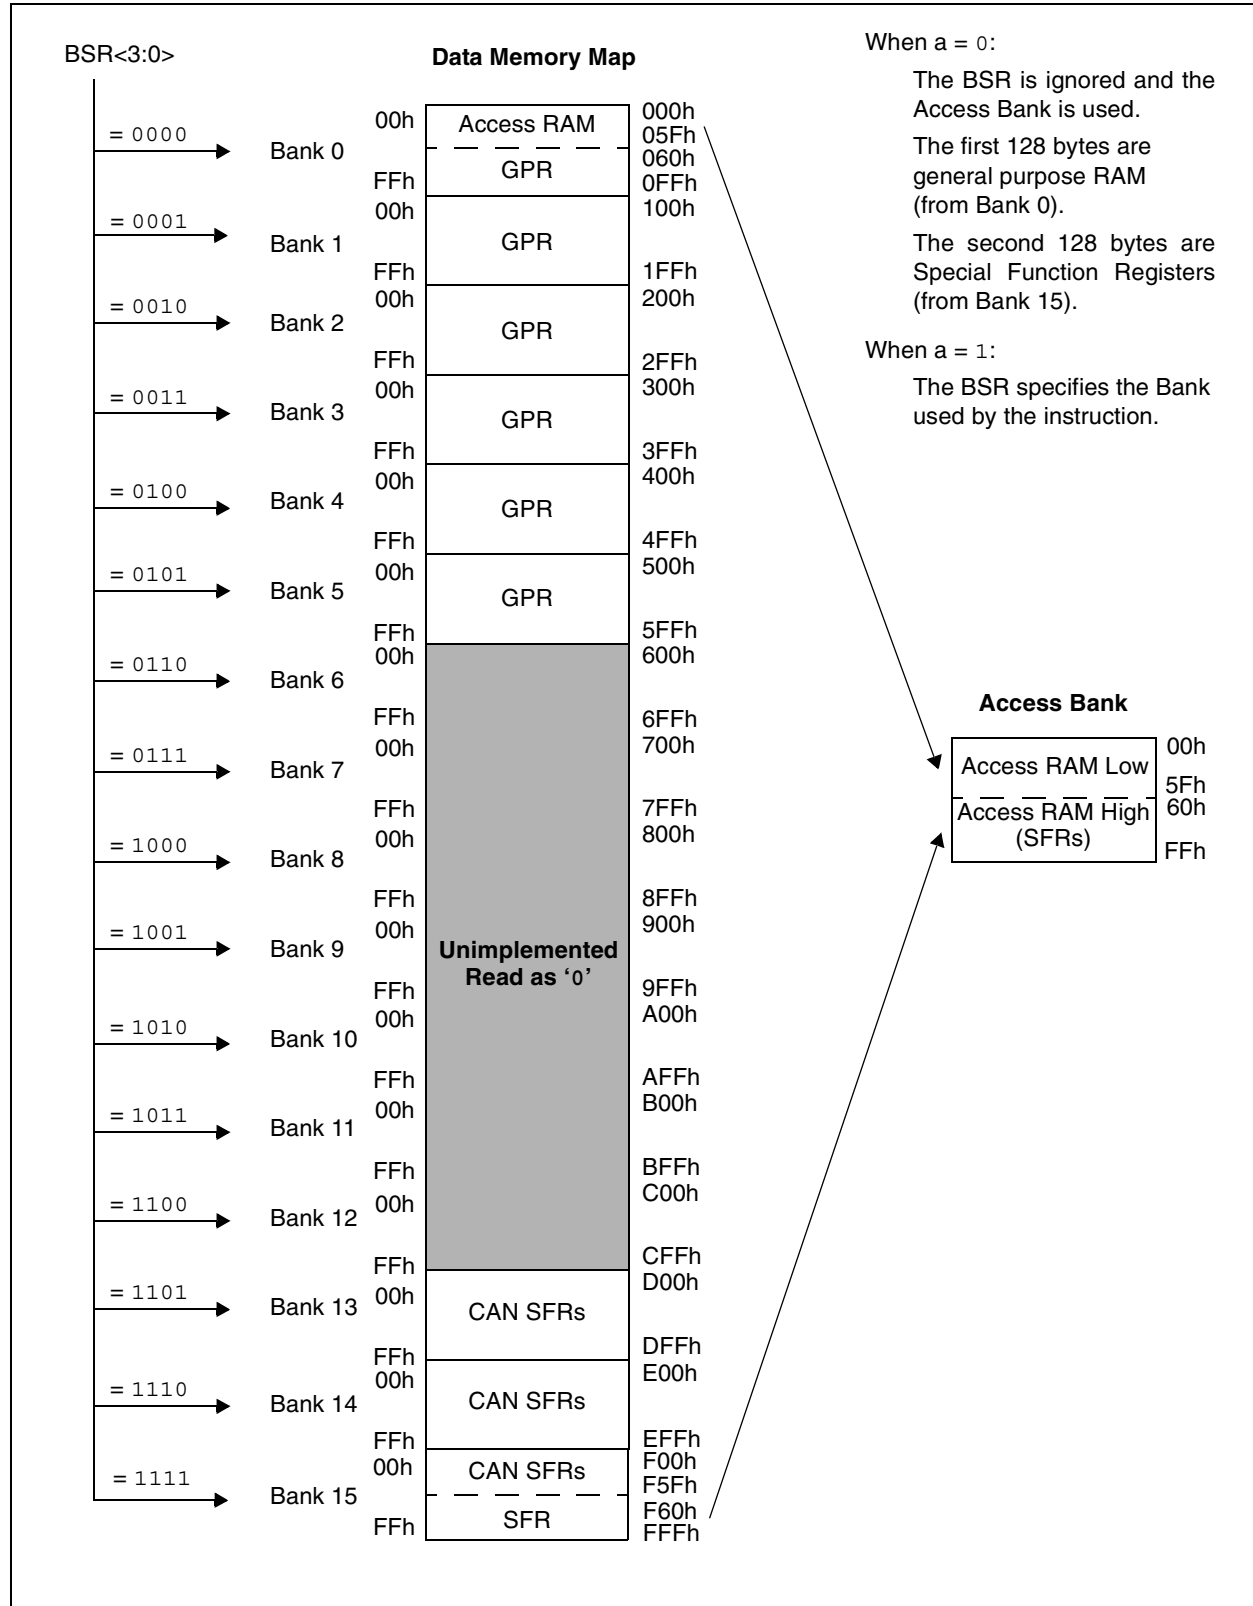 BSR<3:0>
Data Memory Map
When a = 0:
The BSR is ignored and the
Access Bank is used.
The first 128 bytes are
general purpose RAM
(from Bank 0).
The second 128 bytes are
Special Function Registers
(from Bank 15).
When a = 1:
The BSR specifies the Bank
used by the instruction.
= 0000
Bank 0
00h
Access RAM
000h
05Fh
060h
GPR
FFh
0FFh
= 0001
Bank 1
00h
100h
GPR
FFh
1FFh
= 0010
Bank 2
00h
200h
GPR
FFh
2FFh
= 0011
Bank 3
00h
300h
GPR
FFh
3FFh
= 0100
Bank 4
00h
400h
GPR
FFh
4FFh
= 0101
Bank 5
00h
500h
GPR
FFh
5FFh
= 0110
Bank 6
00h
600h
FFh
6FFh
= 0111
Bank 7
00h
700h
FFh
7FFh
= 1000
Bank 8
00h
800h
FFh
8FFh
= 1001
Bank 9
00h
900h
Unimplemented
Read as ‘0’
FFh
9FFh
= 1010
Bank 10
00h
A00h
FFh
AFFh
= 1011
Bank 11
00h
B00h
FFh
BFFh
= 1100
Bank 12
00h
C00h
FFh
CFFh
= 1101
Bank 13
00h
D00h
CAN SFRs
FFh
DFFh
= 1110
Bank 14
00h
E00h
CAN SFRs
FFh
EFFh
= 1111
Bank 15
00h
F00h
CAN SFRs
F5Fh
F60h
SFR
FFh
FFFh
Access Bank
Access RAM Low
00h
5Fh
Access RAM High
(SFRs)
60h
FFh